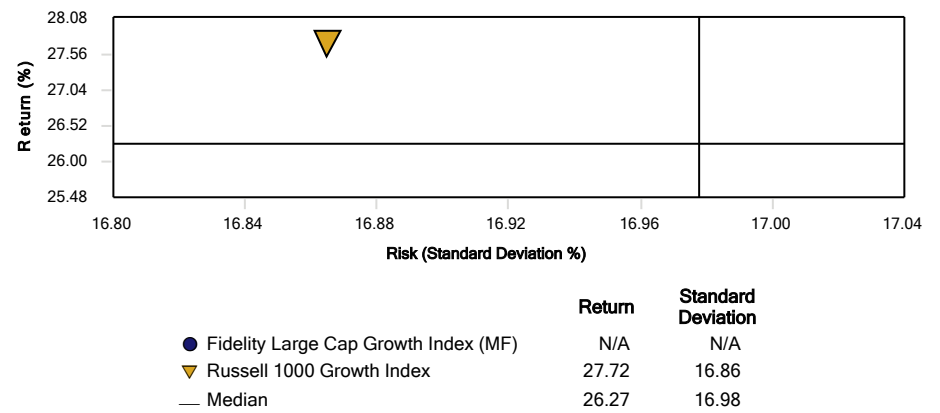 28.08
27.56
27.04
26.52
26.00
25.48
Return (%)
16.80 16.84 16.88 16.92 16.96 17.00 17.04
Risk (Standard Deviation %)
Return Standard Deviation
Fidelity Large Cap Growth Index (MF) N/A N/A
Russell 1000 Growth Index 27.72 16.86
Median 26.27 16.98